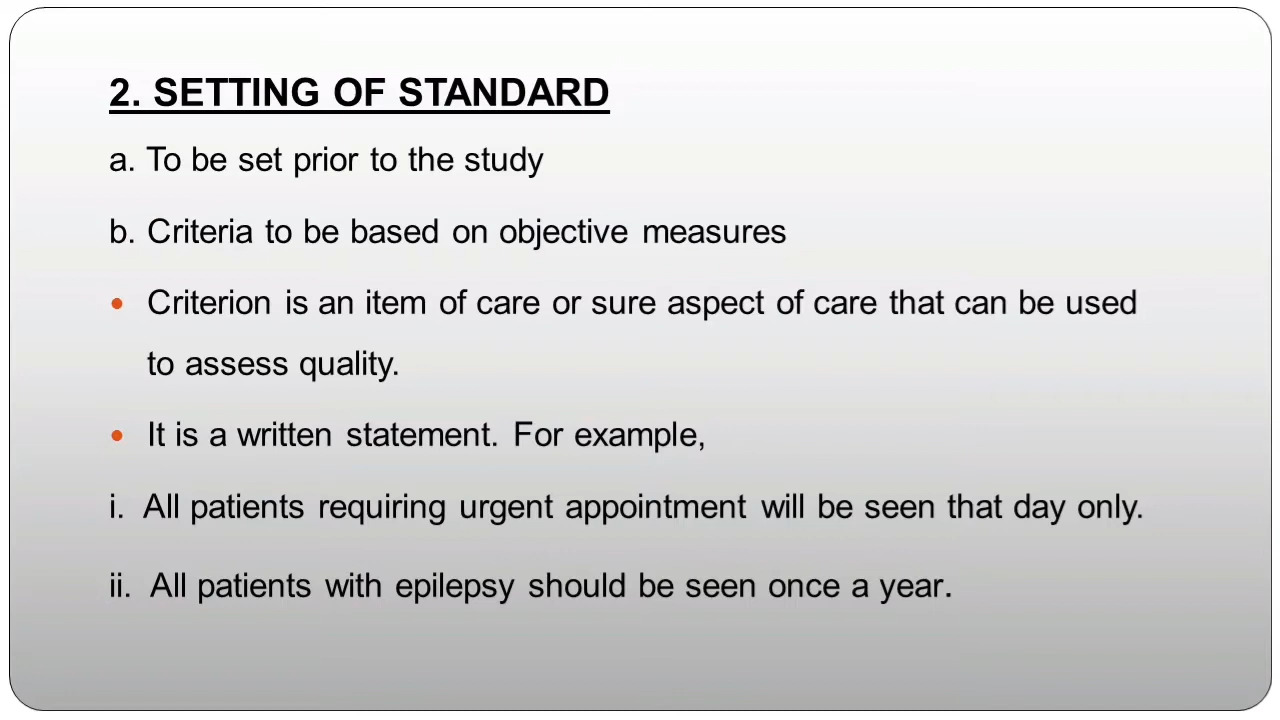 2. SETTING OF STANDARD
a. To be set prior to the study
b. Criteria to be based on objective measures
• Criterion is an item of care or sure aspect of care that can be used
to assess quality.
• It is a written statement. For example,
i. All patients requiring urgent appointment will be seen that day only.
ii. All patients with epilepsy should be seen once a year.